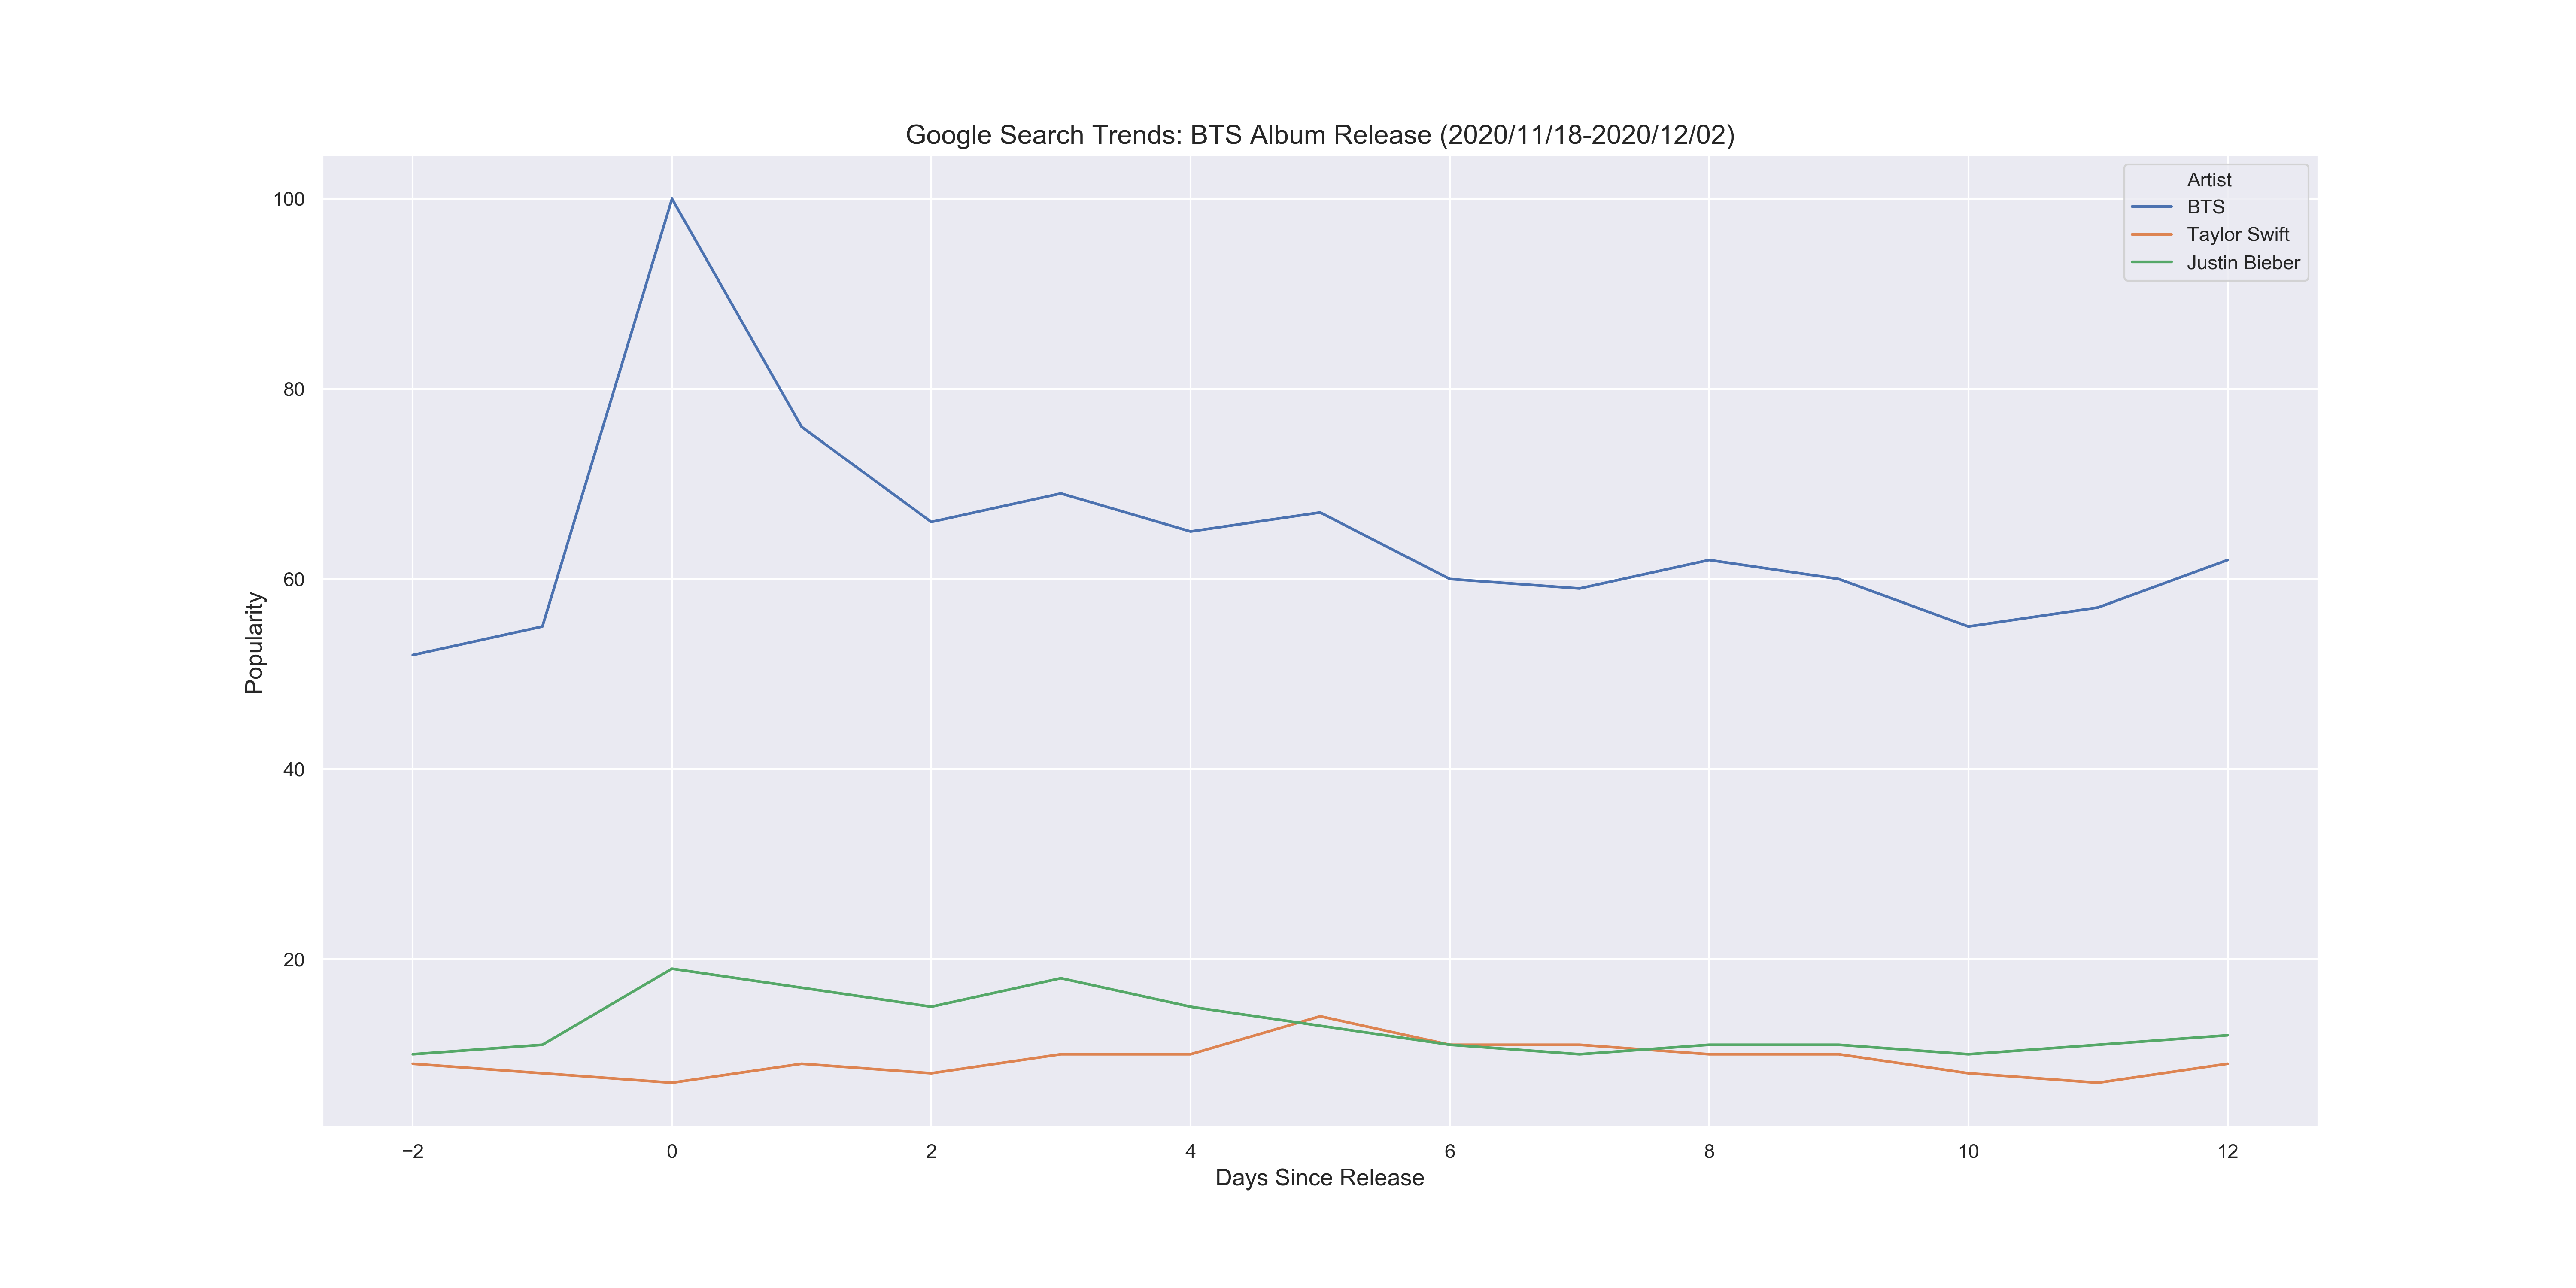 Google Search Trends: BTS Album Release (2020/11/18-2020/12/02)
Artist
BTS
Taylor Swift
Justin Bieber
Popularity
100
80
60
40
20
−2 0 2 4 6 8 10 12
Days Since Release